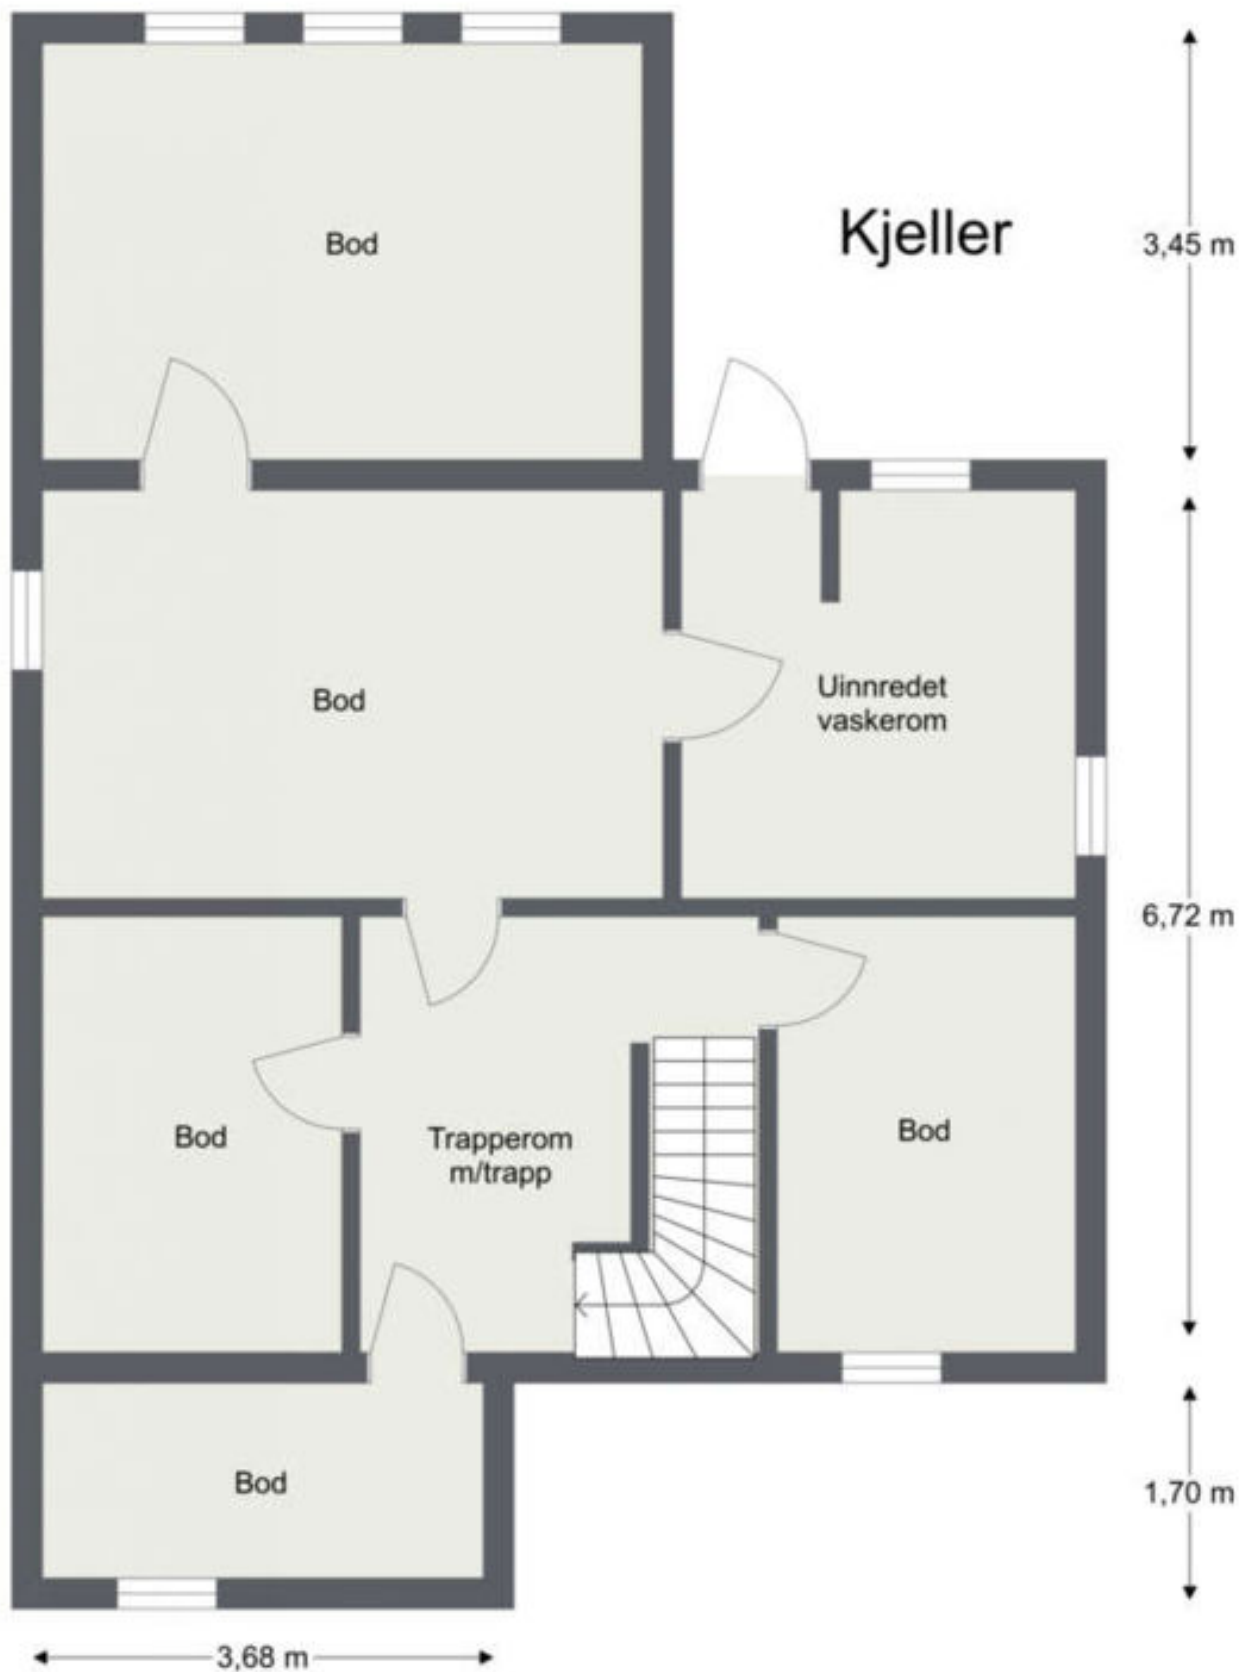 Kjeller
Bod
3,45 m
Bod
Uinnredet
vaskerom
6,72 m
Bod
Trapperom
m/trapp
Bod
Bod
1,70 m
3,68 m